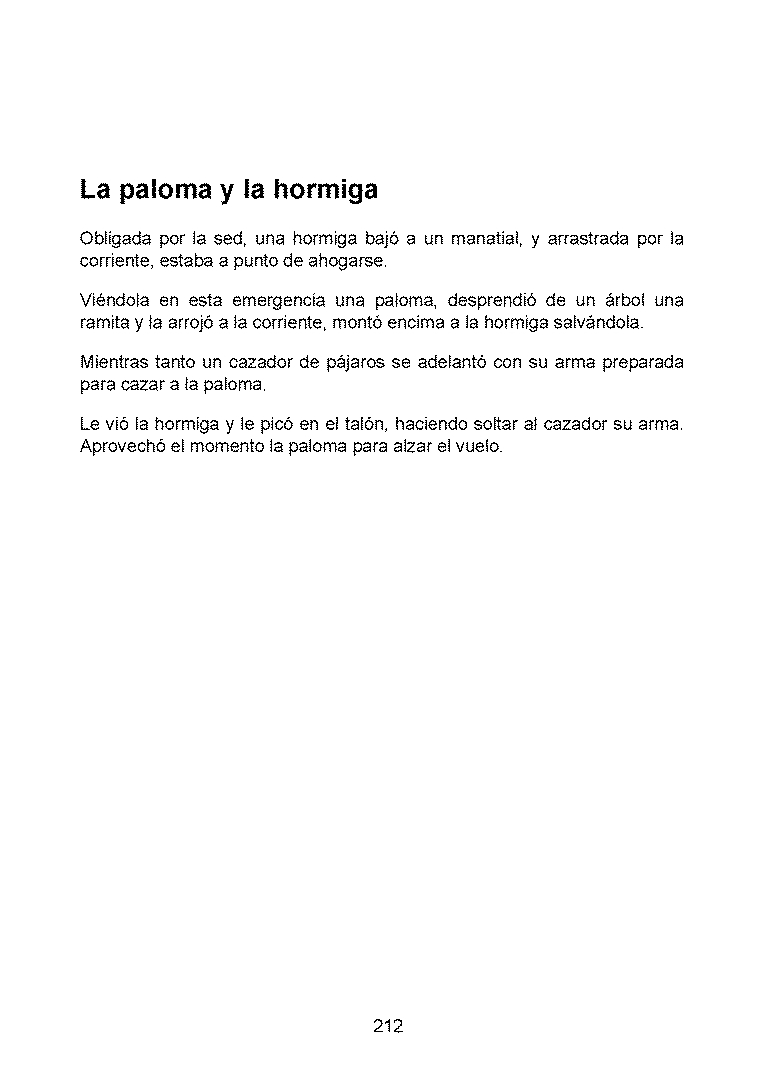 La paloma y la hormiga
Obligada por la sed, una hormiga bajó a un manatial, y arrastrada por la
corriente, estaba a punto de ahogarse.
Viéndola en esta emergencia una paloma, desprendió de un árbol una
ramita y la arrojó a la corriente, montó encima a la hormiga salvándola.
Mientras tanto un cazador de pájaros se adelantó con su arma preparada
para cazar a la paloma.
Le vió la hormiga y le picó en el talón, haciendo soltar al cazador su arma.
Aprovechó el momento la paloma para alzar el vuelo.
212